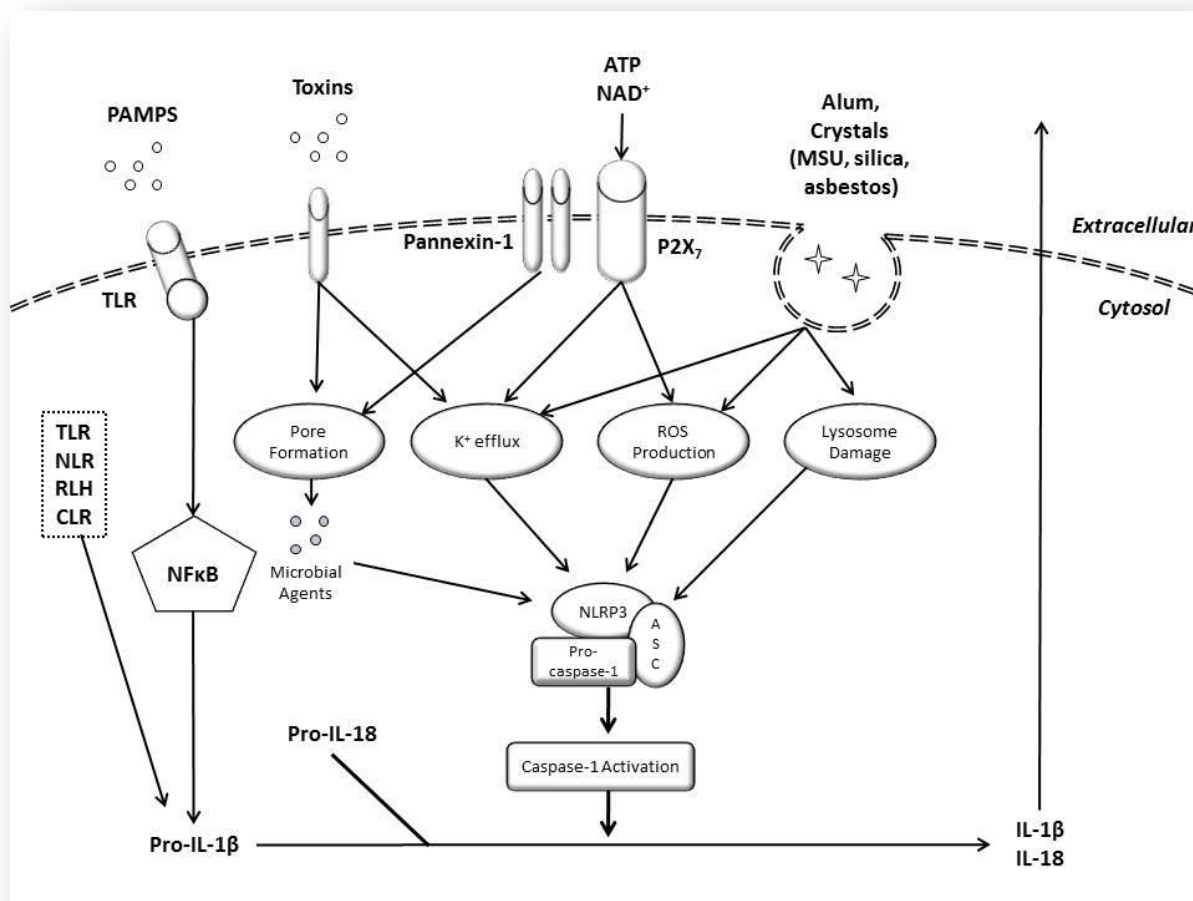 PAMPS
Toxins
ATP
NAD⁺
Alum,
Crystals
(MSU, silica,
asbestos)
Extracellular
Pannexin-1
P2X₇
TLR
Cytosol
TLR
NLR
RLH
CLR
Pore
Formation
K⁺ efflux
ROS
Production
Lysosome
Damage
NFκB
Microbial
Agents
NLRP3
A
S
C
Pro-
caspase-1
Pro-IL-18
Caspase-1 Activation
Pro-IL-1β
IL-1β
IL-18